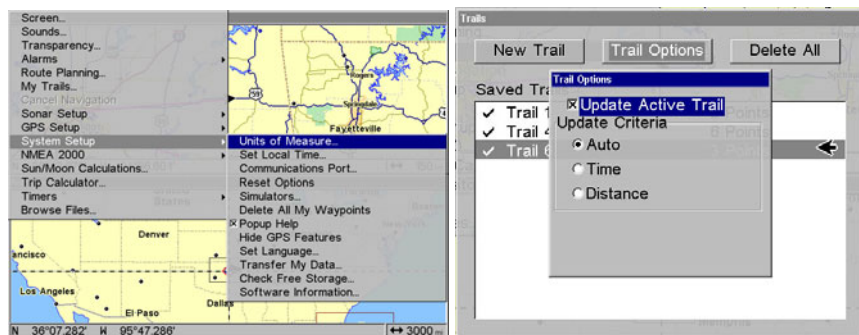 Screen...
Sounds...
Transparency...
Alarms
Route Planning...
My Trails...
Cancel Navigation
Sonar Setup
GPS Setup
System Setup
NMEA 2000
Sun/Moon Calculations...
Trip Calculator...
Timers
Browse Files...
Units of Measure...
Set Local Time...
Communications Port...
Reset Options
Simulators...
Delete All My Waypoints
Popup Help
Hide GPS Features
Set Language...
Transfer My Data...
Check Free Storage...
Software Information...
Rogers
Springdale
Fayetteville
59
Denver
ancisco
Los Angeles
El Paso
Dallas
N 36°07.282' W 95°47.286'
3000
Trails
New Trail
Trail Options
Delete All
Saved Tra
Trail 1
Trail 4
Trail 6
Trail Options
Update Active Trail
Update Criteria
Auto
Time
Distance